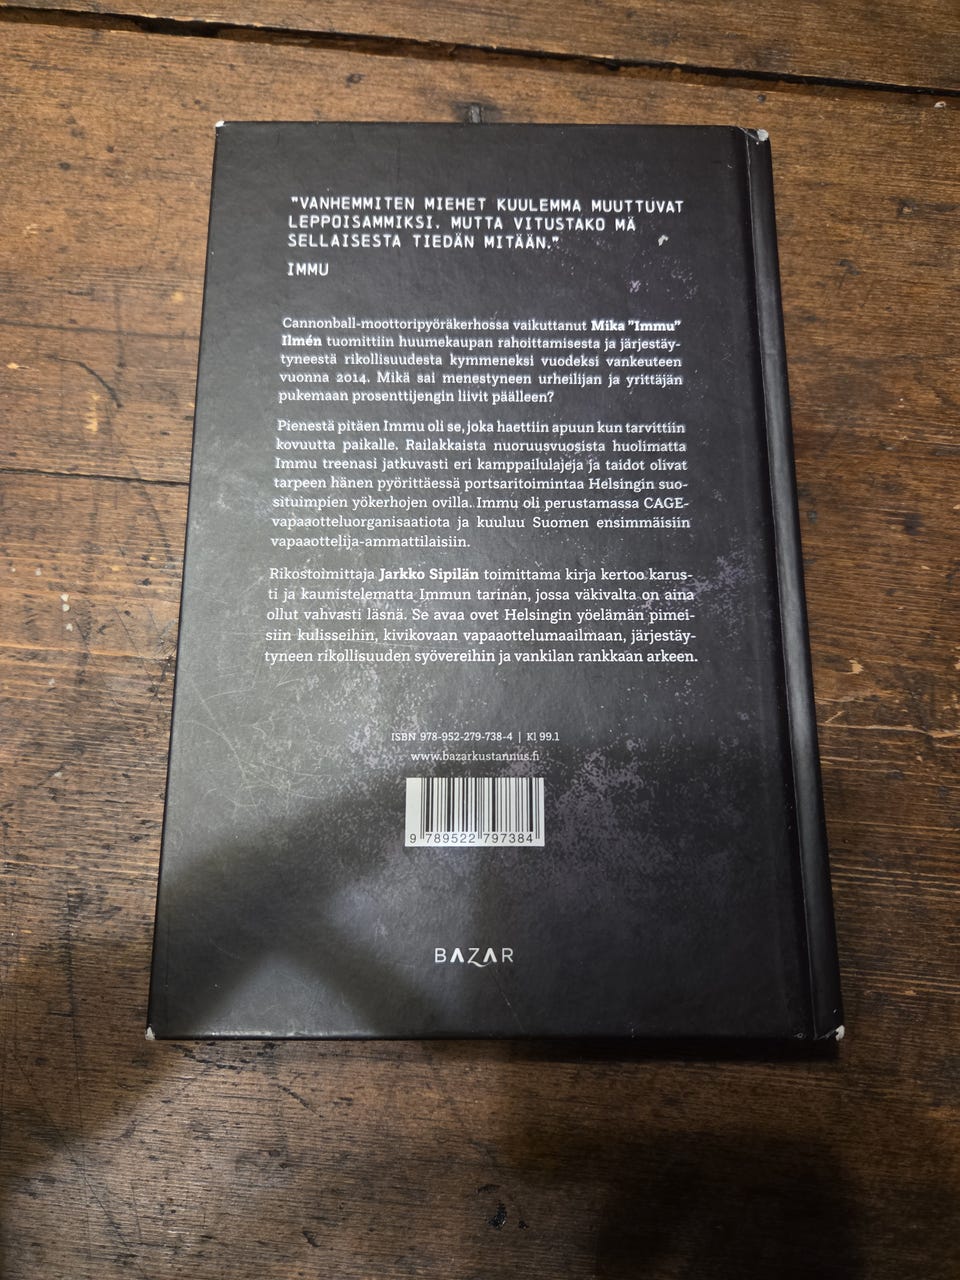 "VANHEMMITEN MIEHET KUULEMMA MUUTTUVAT
LEPPOISAMMIKSI. MUTTA VITUSTAKO MÄ
SELLAISESTA TIEDÄN MITÄÄN."
IMMU
Cannonball-moottoripyöräkerhossa vaikuttanut Mika "Immu"
Ilmén tuomittiin huumekaupan rahoittamisesta ja järjestäy-
tyneestä rikollisuudesta kymmeneksi vuodeksi vankeuteen
vuonna 2014. Mikä sai menestyneen urheilijan ja yrittäjän
pukemaan prosenttijengin liivit päälleen?
Pienestä pitäen Immu oli se, joka haettiin apuun kun tarvittiin
kovuutta paikalle. Railakkaista nuoruusvuosista huolimatta
Immu treenasi jatkuvasti eri kamppailulajeja ja taidot olivat
tarpeen hänen pyörittäessä portsaritoimintaa Helsingin suo-
situimpien yökerhojen ovilla. Immu oli perustamassa CAGE-
vapaaotteluorganisaatiota ja kuuluu Suomen ensimmäisiin
vapaaottelija-ammattilaisiin.
Rikostoimittaja Jarkko Sipilän toimittama kirja kertoo karus-
ti ja kaunistelematta Immun tarinan, jossa väkivalta on aina
ollut vahvasti läsnä. Se avaa ovet Helsingin yöelämän pimei-
siin kulisseihin, kivikovaan vapaaottelumaailmaan, järjestäy-
tyneen rikollisuuden syövereihin ja vankilan rankkaan arkeen.
ISBN 978-952-279-738-4 | Kl 99.1
www.bazarkustannus.fi
9 789522 797384
BAZAR